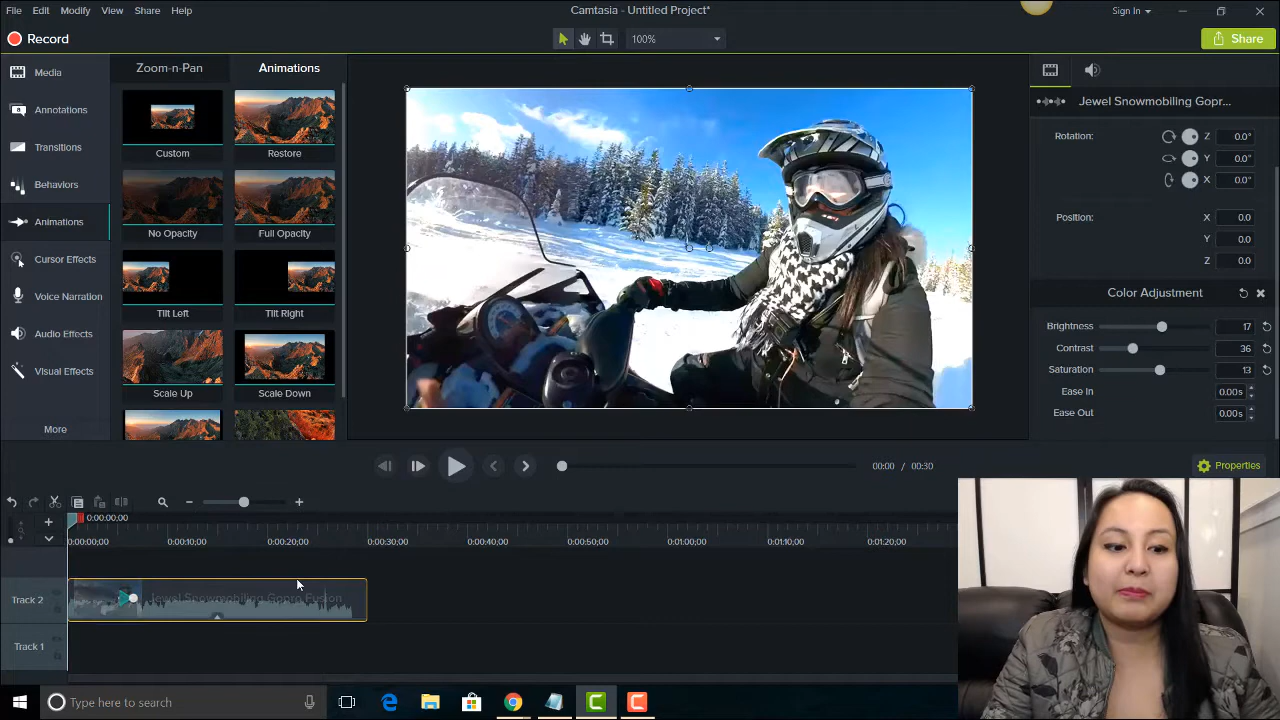 File Edit Modify View Share Help
Camtasia - Untitled Project*
Sign In
Record
100%
Share
Media
Annotations
Transitions
Behaviors
Animations
Cursor Effects
Voice Narration
Audio Effects
Visual Effects
More
Zoom-n-Pan Animations
Custom Restore
No Opacity Full Opacity
Tilt Left Tilt Right
Scale Up Scale Down
Jewel Snowmobiling Gopr...
Rotation: Z 0.0°
Y 0.0°
X 0.0°
Position: X 0.0
Y 0.0
Z 0.0
Color Adjustment
Brightness 17
Contrast 36
Saturation 13
Ease In 0.00s
Ease Out 0.00s
00:00 / 00:30
Properties
0:00:00;00
0:00:00;00 0:00:10;00 0:00:20;00 0:00:30;00 0:00:40;00 0:00:50;00 0:01:00;00 0:01:10;00 0:01:20;00
Track 2
Jewel Snowmobiling Gopro Fusion
Track 1
Type here to search